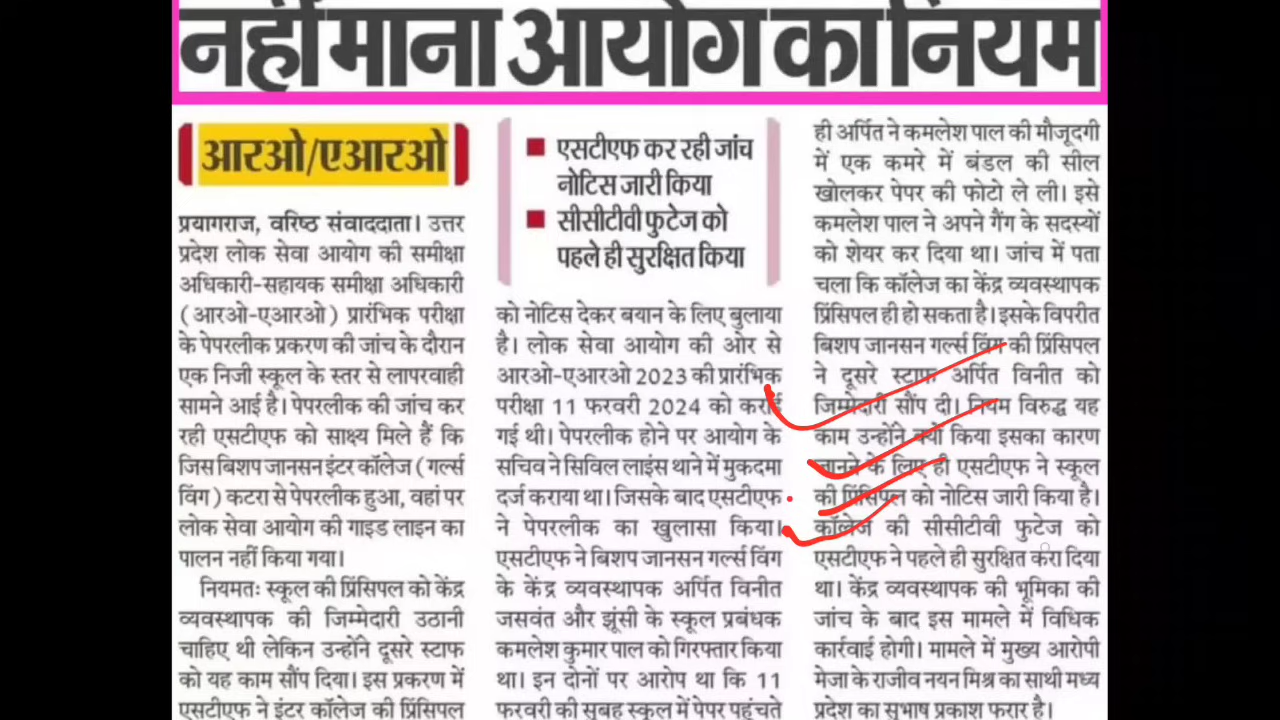 नहीं माना आयोग का नियम
आरओ/एआरओ
प्रयागराज, वरिष्ठ संवाददाता। उत्तर
प्रदेश लोक सेवा आयोग की समीक्षा
अधिकारी-सहायक समीक्षा अधिकारी
(आरओ-एआरओ) प्रारंभिक परीक्षा
के पेपरलीक प्रकरण की जांच के दौरान
एक निजी स्कूल के स्तर से लापरवाही
सामने आई है। पेपरलीक की जांच कर
रही एसटीएफ को साक्ष्य मिले हैं कि
जिस बिशप जानसन इंटर कॉलेज (गर्ल्स
विंग) कटरा से पेपरलीक हुआ, वहां पर
लोक सेवा आयोग की गाइड लाइन का
पालन नहीं किया गया।
नियमतः स्कूल की प्रिंसिपल को केंद्र
व्यवस्थापक की जिम्मेदारी उठानी
चाहिए थी लेकिन उन्होंने दूसरे स्टाफ
को यह काम सौंप दिया। इस प्रकरण में
एसटीएफ ने इंटर कॉलेज की प्रिंसिपल
एसटीएफ कर रही जांच
नोटिस जारी किया
सीसीटीवी फुटेज को
पहले ही सुरक्षित किया
को नोटिस देकर बयान के लिए बुलाया
है। लोक सेवा आयोग की ओर से
आरओ-एआरओ 2023 की प्रारंभिक
परीक्षा 11 फरवरी 2024 को कराई
गई थी। पेपरलीक होने पर आयोग के
सचिव ने सिविल लाइंस थाने में मुकदमा
दर्ज कराया था। जिसके बाद एसटीएफ
ने पेपरलीक का खुलासा किया।
एसटीएफ ने बिशप जानसन गर्ल्स विंग
के केंद्र व्यवस्थापक अर्पित विनीत
जसवंत और झूंसी के स्कूल प्रबंधक
कमलेश कुमार पाल को गिरफ्तार किया
था। इन दोनों पर आरोप था कि 11
फरवरी की सुबह स्कूल में पेपर पहुंचते
ही अर्पित ने कमलेश पाल की मौजूदगी
में एक कमरे में बंडल की सील
खोलकर पेपर की फोटो ले ली। इसे
कमलेश पाल ने अपने गैंग के सदस्यों
को शेयर कर दिया था। जांच में पता
चला कि कॉलेज का केंद्र व्यवस्थापक
प्रिंसिपल ही हो सकता है। इसके विपरीत
बिशप जानसन गर्ल्स विंग की प्रिंसिपल
ने दूसरे स्टाफ अर्पित विनीत को
जिम्मेदारी सौंप दी। नियम विरुद्ध यह
काम उन्होंने क्यों किया इसका कारण
जानने के लिए ही एसटीएफ ने स्कूल
की प्रिंसिपल को नोटिस जारी किया है।
कॉलेज की सीसीटीवी फुटेज को
एसटीएफ ने पहले ही सुरक्षित करा दिया
था। केंद्र व्यवस्थापक की भूमिका की
जांच के बाद इस मामले में विधिक
कार्रवाई होगी। मामले में मुख्य आरोपी
मेजा के राजीव नयन मिश्र का साथी मध्य
प्रदेश का सुभाष प्रकाश फरार है।